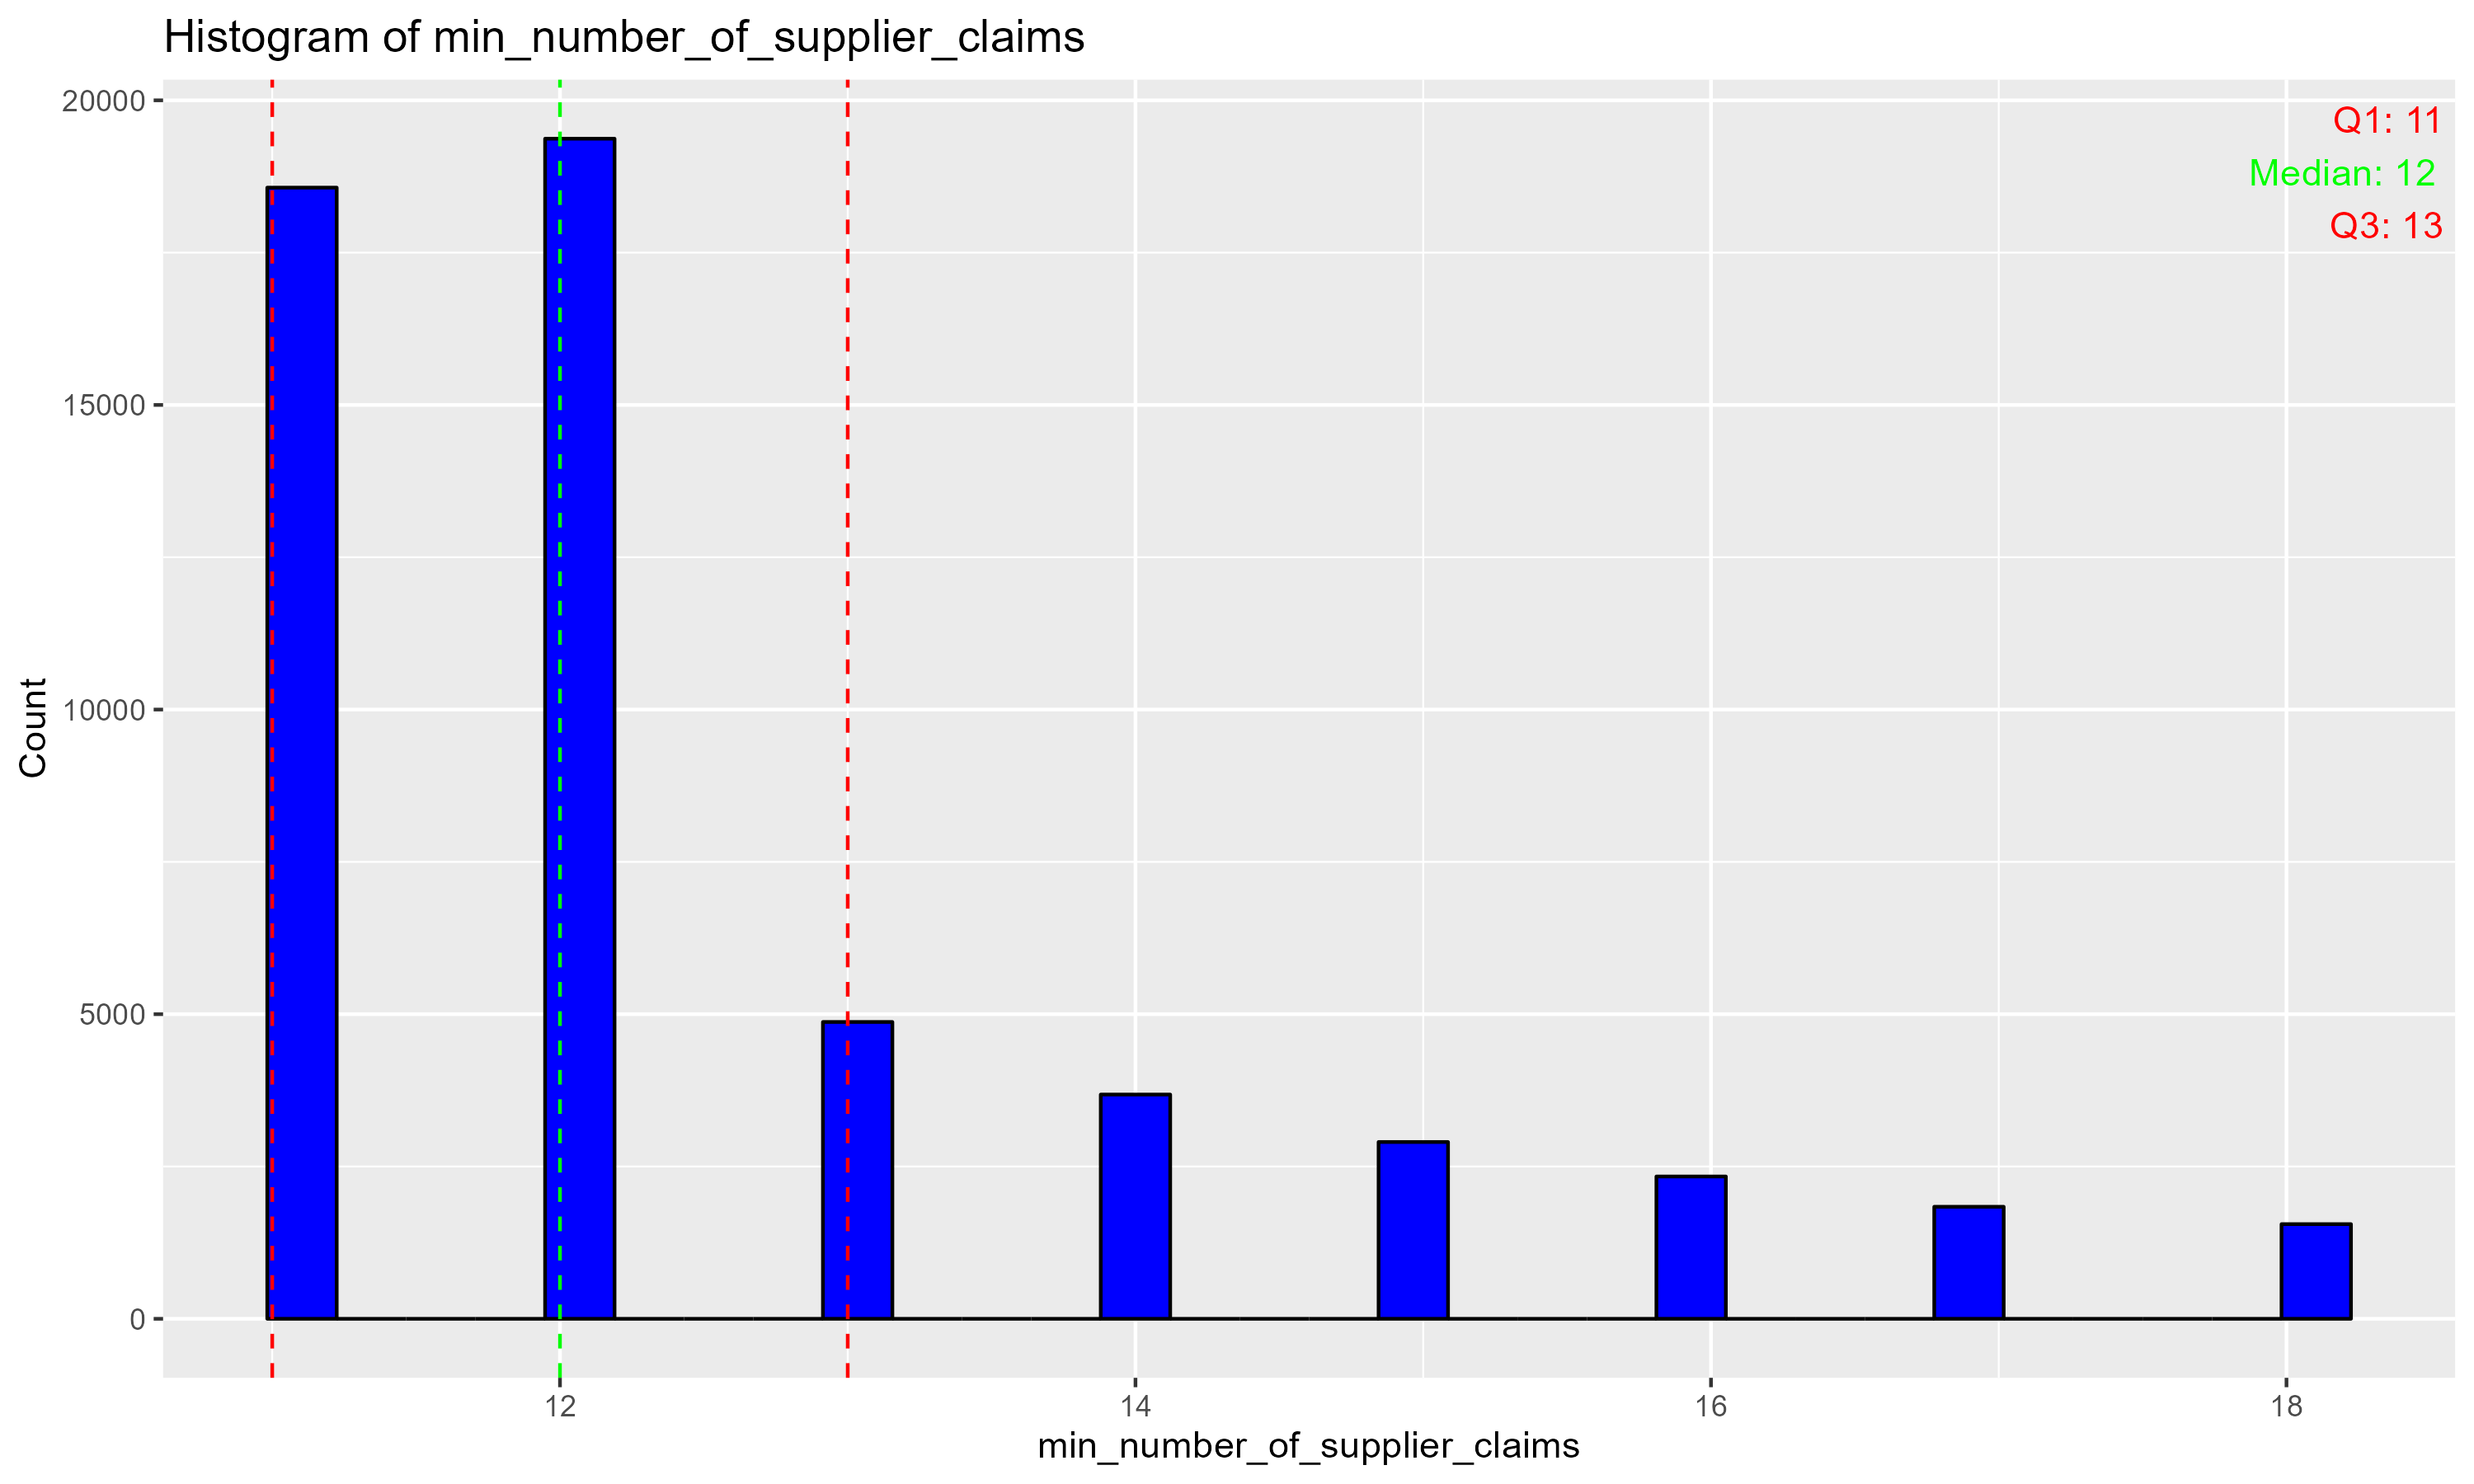 Histogram of min_number_of_supplier_claims
Q1: 11
Median: 12
Q3: 13
20000
15000
10000
5000
0
Count
12 14 16 18
min_number_of_supplier_claims